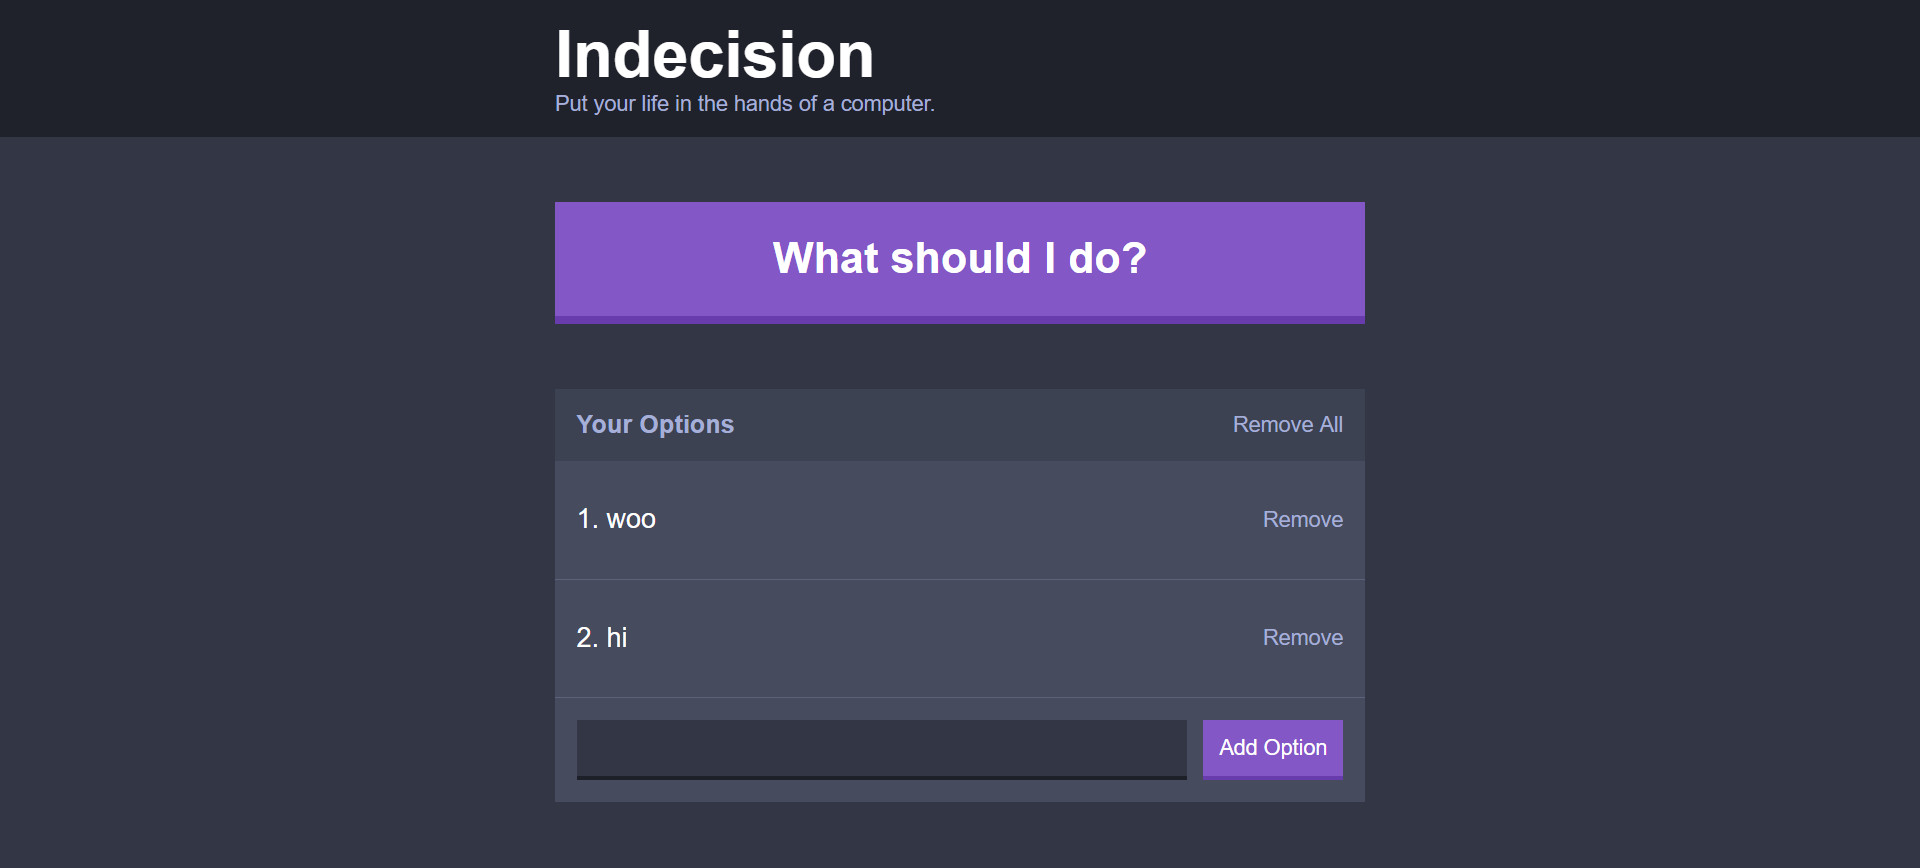 Indecision
Put your life in the hands of a computer.
What should I do?
Your Options
Remove All
1. woo
Remove
2. hi
Remove
Add Option